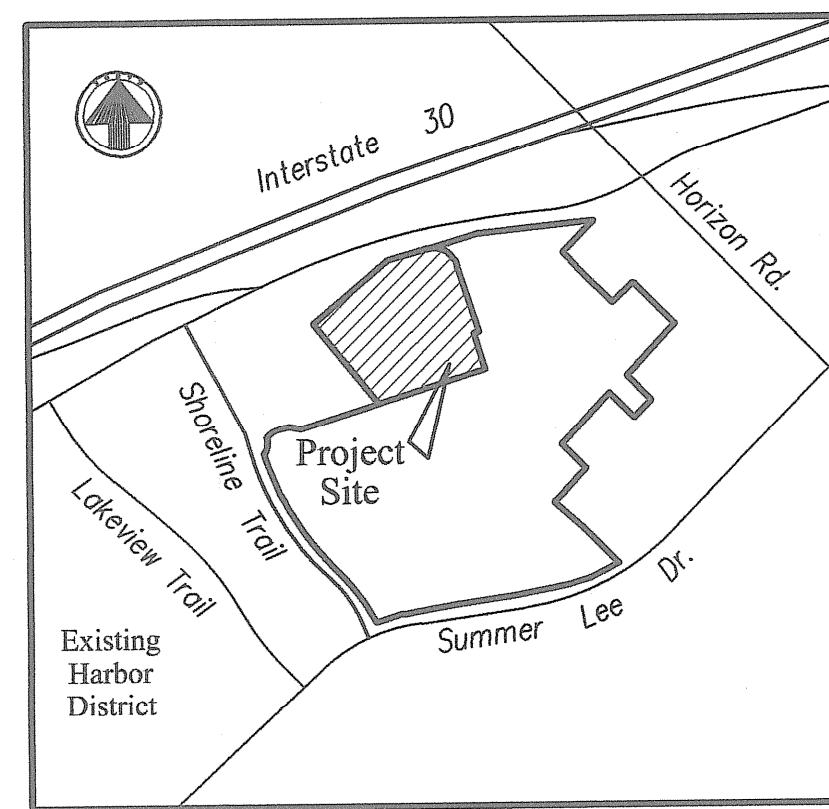 Interstate 30
Horizon Rd.
Shoreline Trail
Project
Site
Lakeview Trail
Existing
Harbor
District
Summer Lee Dr.